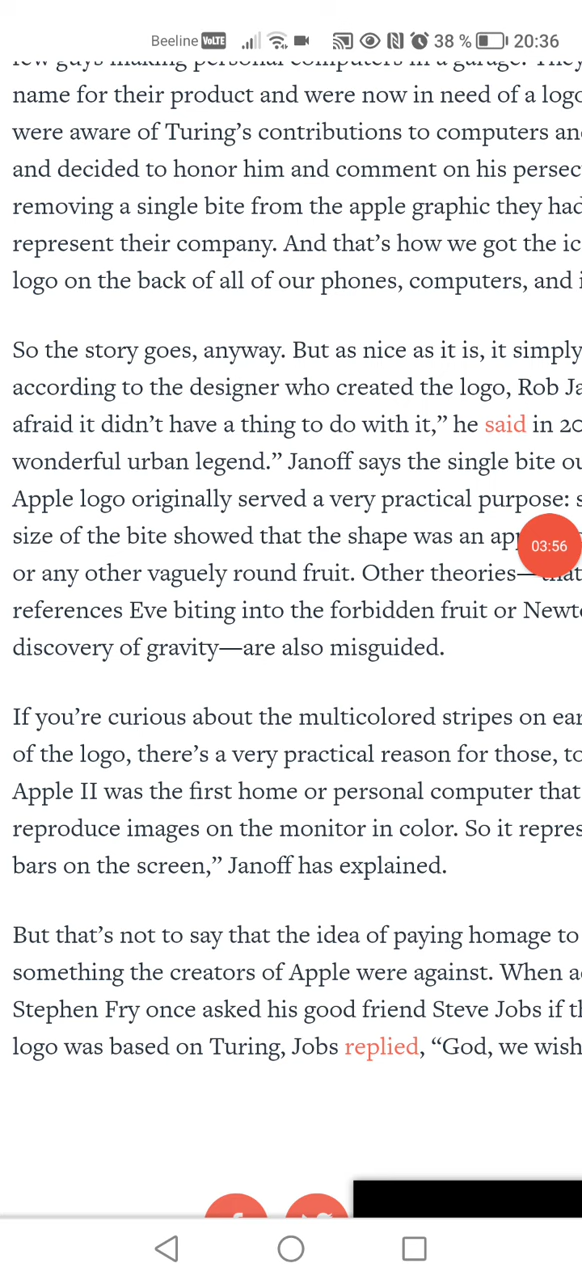 Beeline VoLTE 38 % 20:36
few guys making personal computers in a garage. They
name for their product and were now in need of a logo
were aware of Turing's contributions to computers an
and decided to honor him and comment on his persec
removing a single bite from the apple graphic they had
represent their company. And that's how we got the ic
logo on the back of all of our phones, computers, and i
So the story goes, anyway. But as nice as it is, it simply
according to the designer who created the logo, Rob Ja
afraid it didn't have a thing to do with it,” he said in 20
wonderful urban legend.” Janoff says the single bite ou
Apple logo originally served a very practical purpose: s
size of the bite showed that the shape was an app
03:56
or any other vaguely round fruit. Other theories—that
references Eve biting into the forbidden fruit or Newto
discovery of gravity—are also misguided.
If you're curious about the multicolored stripes on ear
of the logo, there's a very practical reason for those, to
Apple II was the first home or personal computer that
reproduce images on the monitor in color. So it repres
bars on the screen,” Janoff has explained.
But that's not to say that the idea of paying homage to
something the creators of Apple were against. When a
Stephen Fry once asked his good friend Steve Jobs if th
logo was based on Turing, Jobs replied, “God, we wish